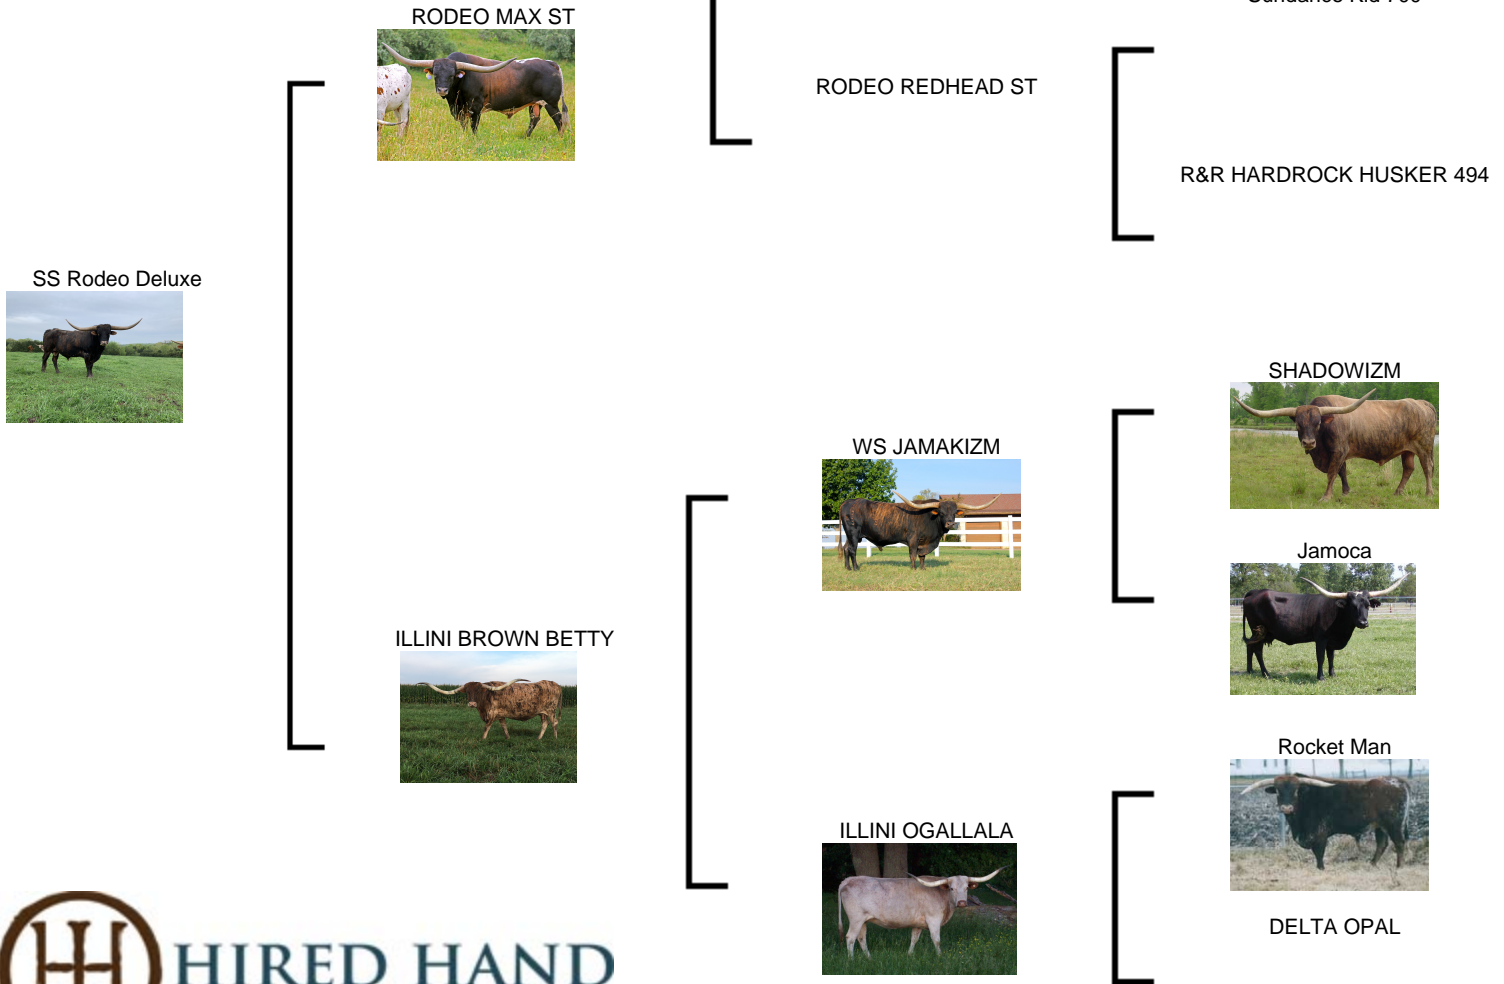 RODEO MAX ST
RODEO REDHEAD ST
R&R HARDROCK HUSKER 494
SS Rodeo Deluxe
SHADOWIZM
WS JAMAKIZM
Jamoca
ILLINI BROWN BETTY
Rocket Man
ILLINI OGALLALA
DELTA OPAL
HIRED HAND